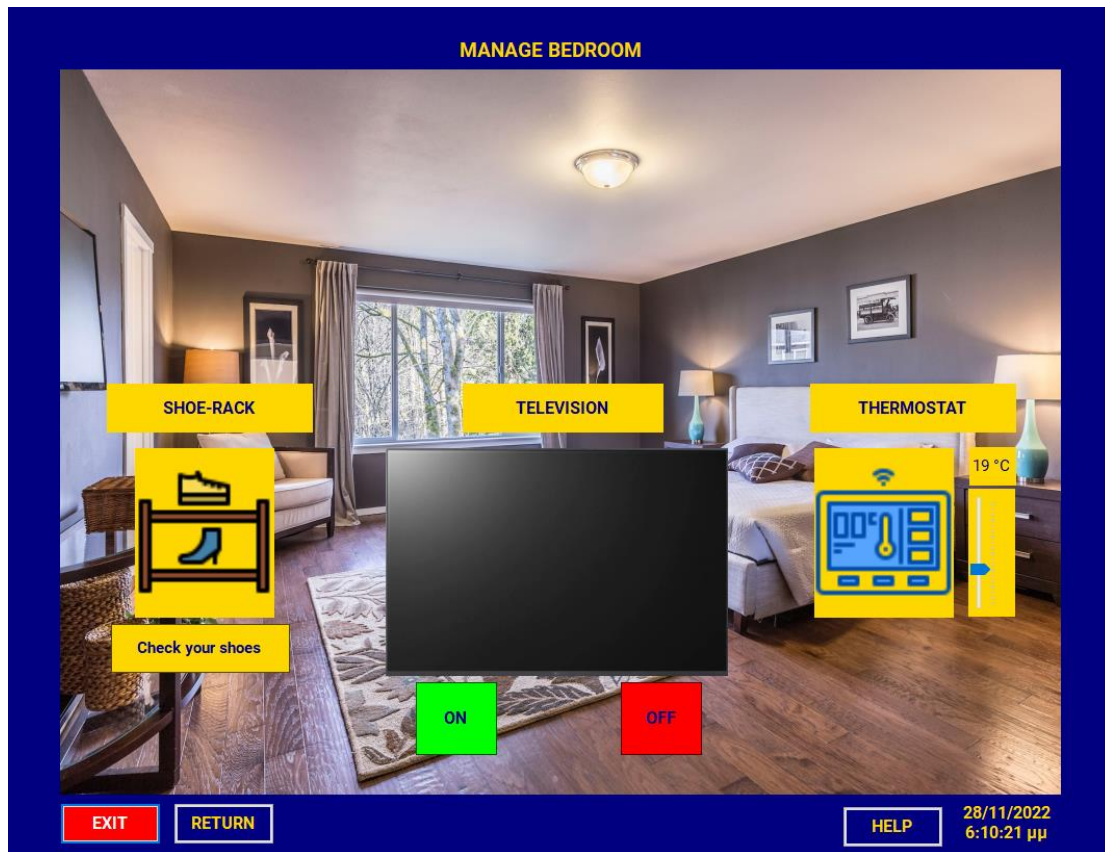 MANAGE BEDROOM
SHOE-RACK
TELEVISION
THERMOSTAT
19 °C
00°
Check your shoes
ON
OFF
EXIT
RETURN
HELP
28/11/2022
6:10:21 μμ